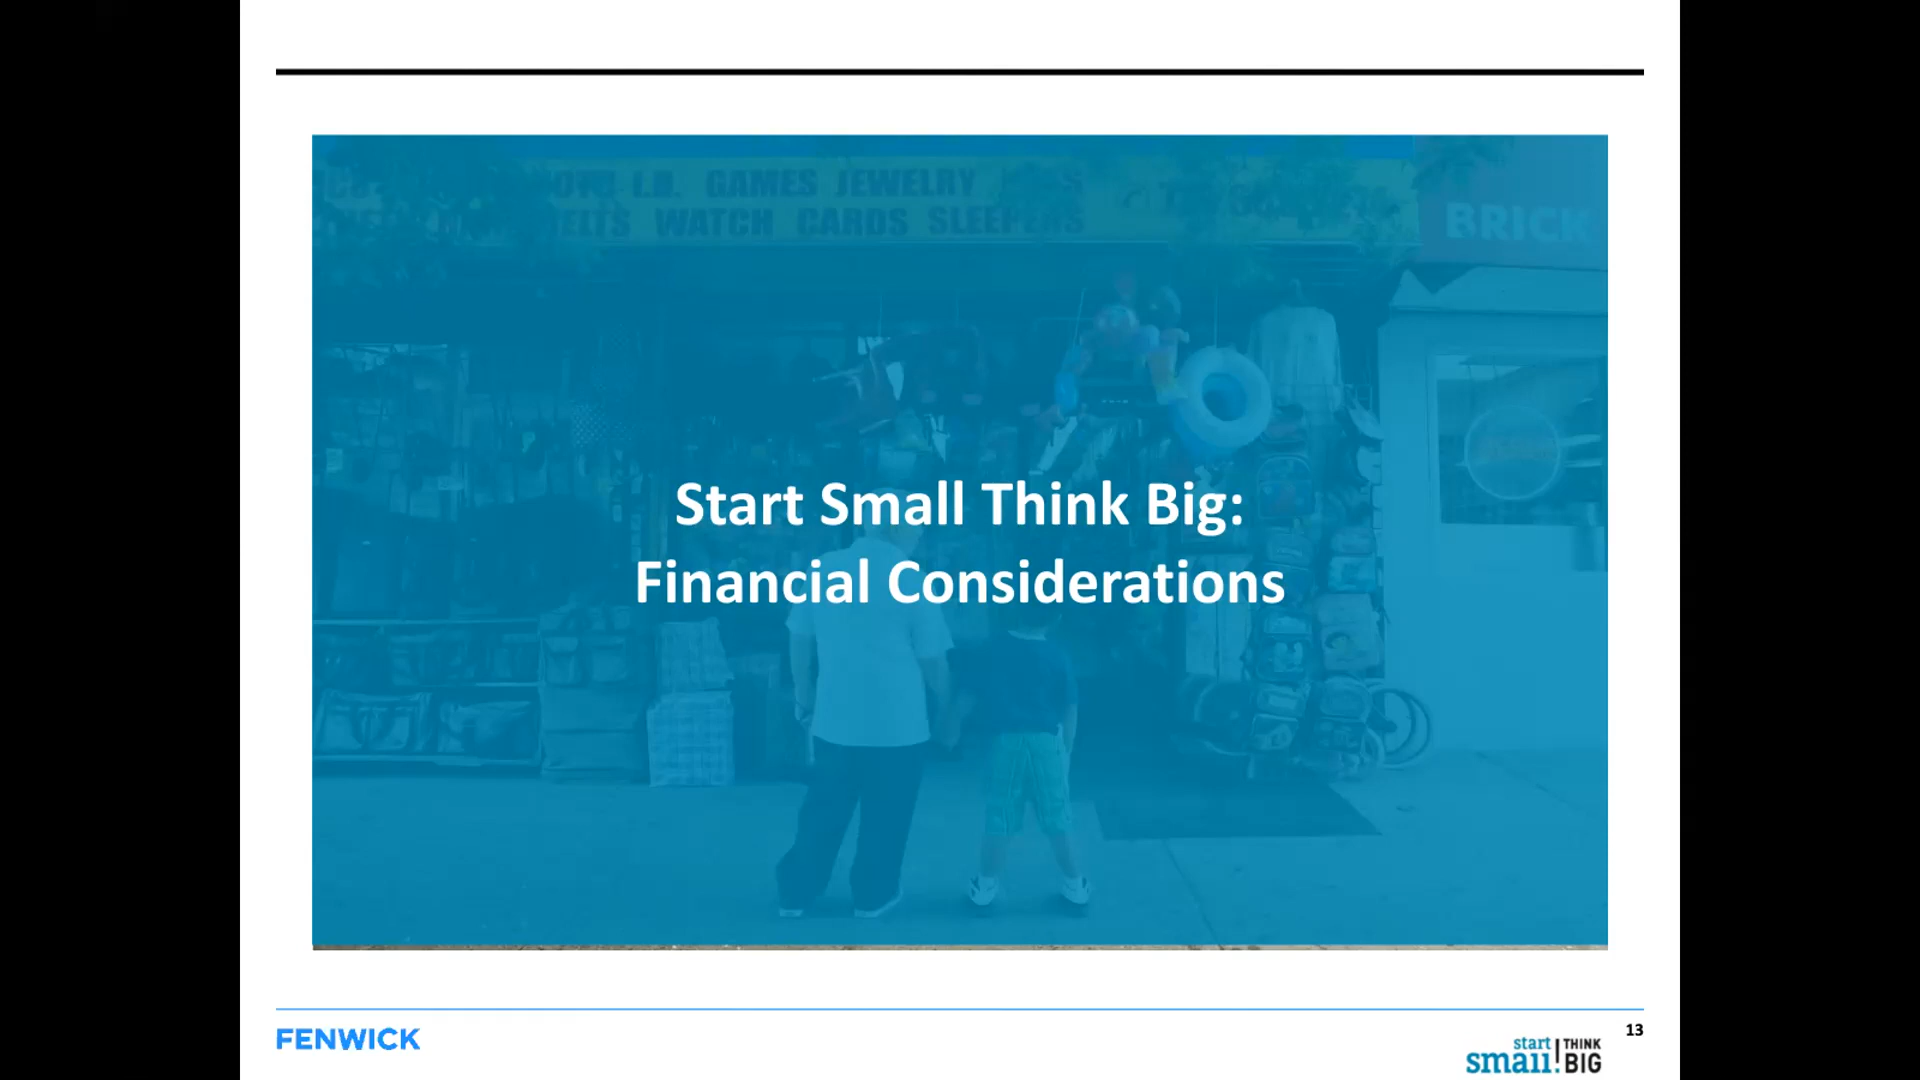 I.D. GAMES JEWELRY
WATCH CARDS SLEEPERS
BRICK
Start Small Think Big:
Financial Considerations
FENWICK
13
start
small!
THINK
BIG